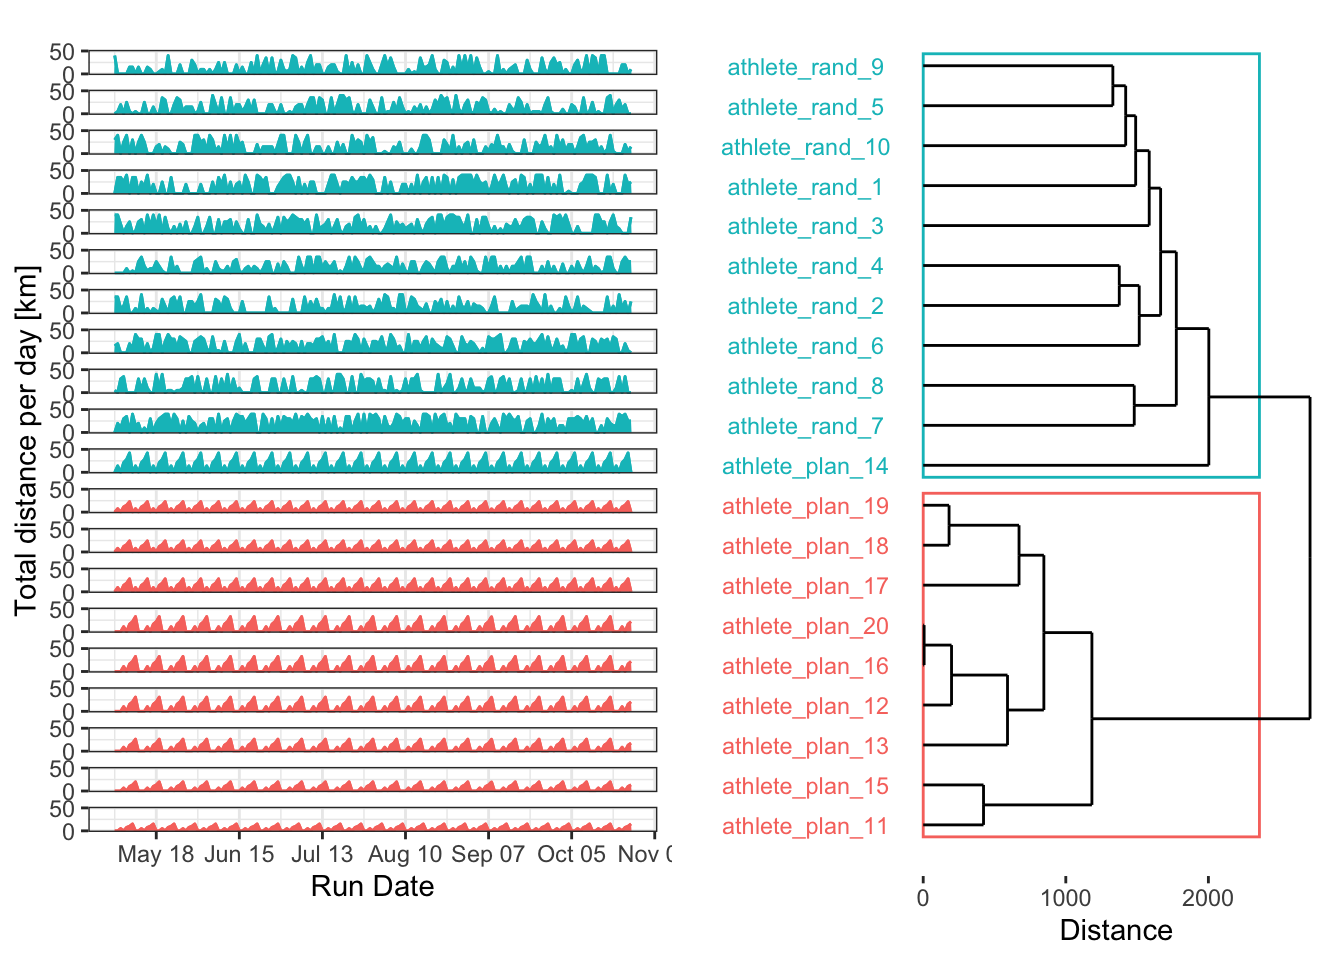 Total distance per day [km]
50
0
50
0
50
0
50
0
50
0
50
0
50
0
50
0
50
0
50
0
50
0
50
0
50
0
50
0
50
0
50
0
50
0
50
0
50
0
50
0
May 18 Jun 15 Jul 13 Aug 10 Sep 07 Oct 05 Nov 0
Run Date
athlete_rand_9
athlete_rand_5
athlete_rand_10
athlete_rand_1
athlete_rand_3
athlete_rand_4
athlete_rand_2
athlete_rand_6
athlete_rand_8
athlete_rand_7
athlete_plan_14
athlete_plan_19
athlete_plan_18
athlete_plan_17
athlete_plan_20
athlete_plan_16
athlete_plan_12
athlete_plan_13
athlete_plan_15
athlete_plan_11
0 1000 2000
Distance